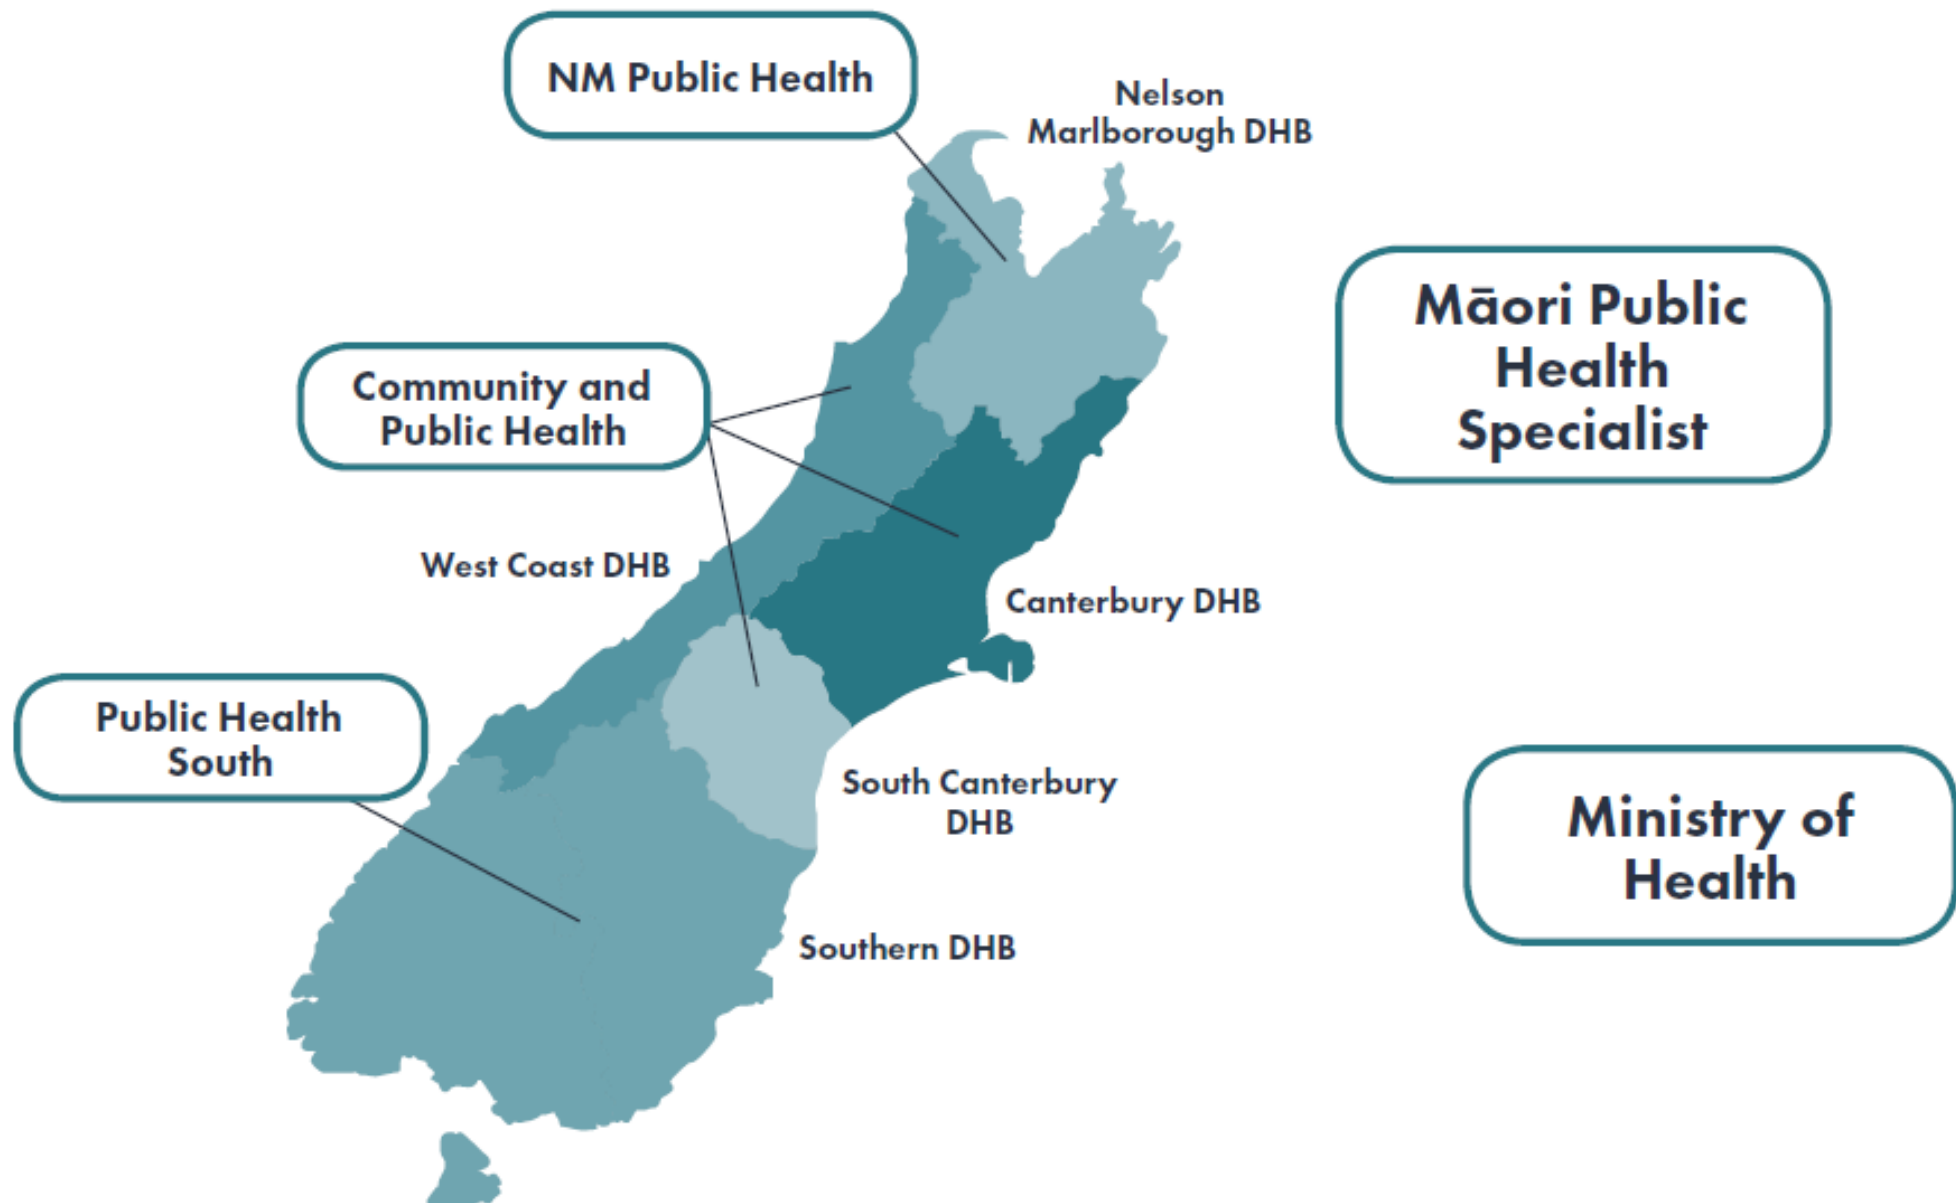 NM Public Health
Nelson
Marlborough DHB
Māori Public
Health
Specialist
Community and
Public Health
West Coast DHB
Canterbury DHB
Public Health
South
South Canterbury
DHB
Ministry of
Health
Southern DHB